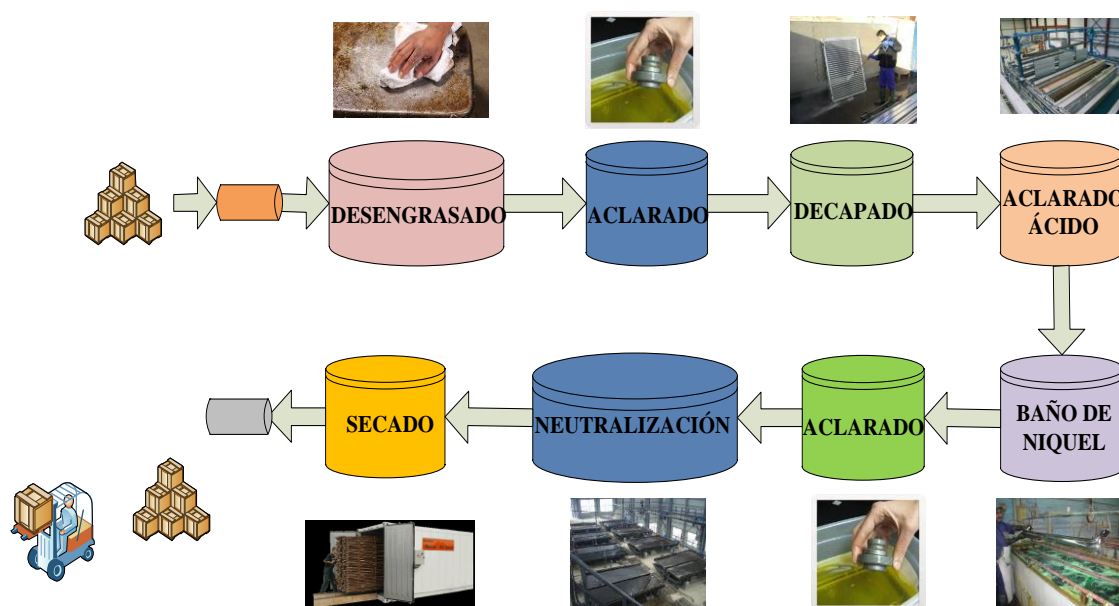 DESENGRASADO
ACLARADO
DECAPADO
ACLARADO
ÁCIDO
BAÑO DE
NIQUEL
ACLARADO
NEUTRALIZACIÓN
SECADO